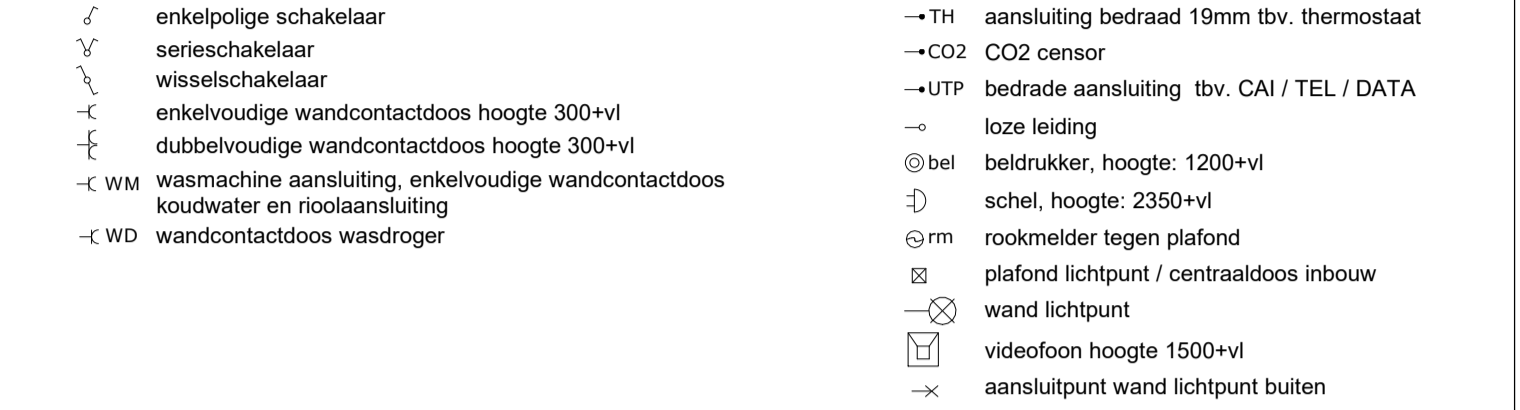 enkelpolige schakelaar
serieschakelaar
wisselschakelaar
enkelvoudige wandcontactdoos hoogte 300+vl
dubbelvoudige wandcontactdoos hoogte 300+vl
WM wasmachine aansluiting, enkelvoudige wandcontactdoos
koudwater en rioolaansluiting
WD wandcontactdoos wasdroger
TH aansluiting bedraad 19mm tbv. thermostaat
CO2 CO2 censor
UTP bedrade aansluiting tbv. CAI / TEL / DATA
loze leiding
bel beldrukker, hoogte: 1200+vl
schel, hoogte: 2350+vl
rm rookmelder tegen plafond
plafond lichtpunt / centraaldoos inbouw
wand lichtpunt
videofoon hoogte 1500+vl
aansluitpunt wand lichtpunt buiten